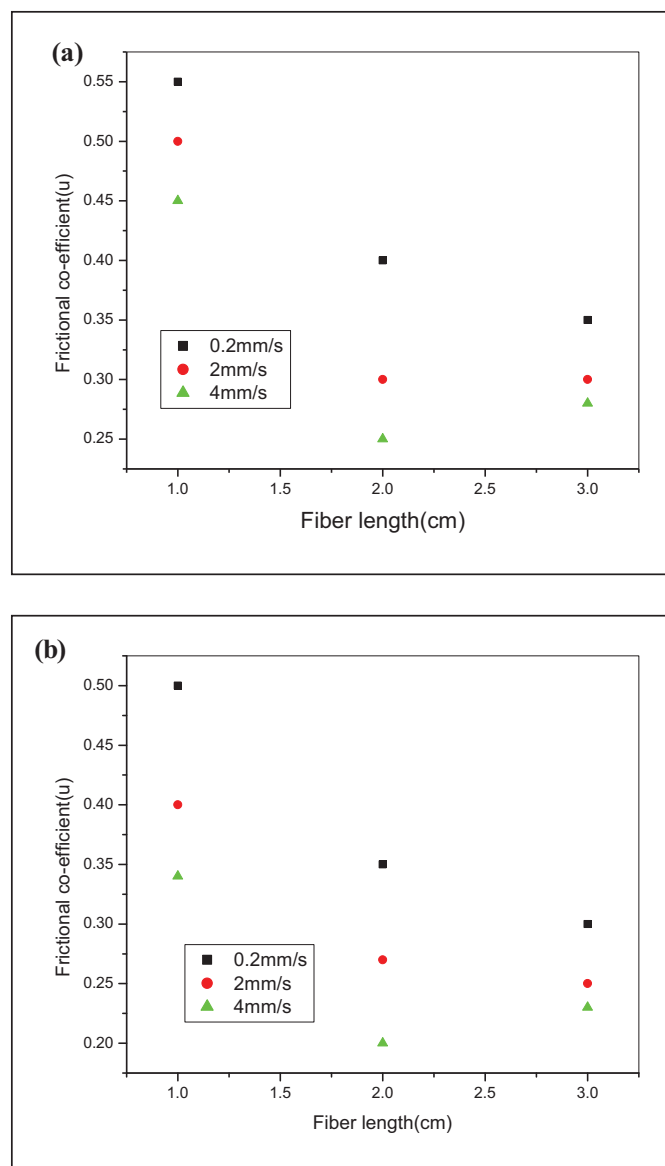 (a)
0.55
0.50
0.45
0.40
0.35
0.30
0.25
Frictional co-efficient(u)
0.2mm/s
2mm/s
4mm/s
1.0 1.5 2.0 2.5 3.0
Fiber length(cm)
(b)
0.50
0.45
0.40
0.35
0.30
0.25
0.20
Frictional co-efficient(u)
0.2mm/s
2mm/s
4mm/s
1.0 1.5 2.0 2.5 3.0
Fiber length(cm)